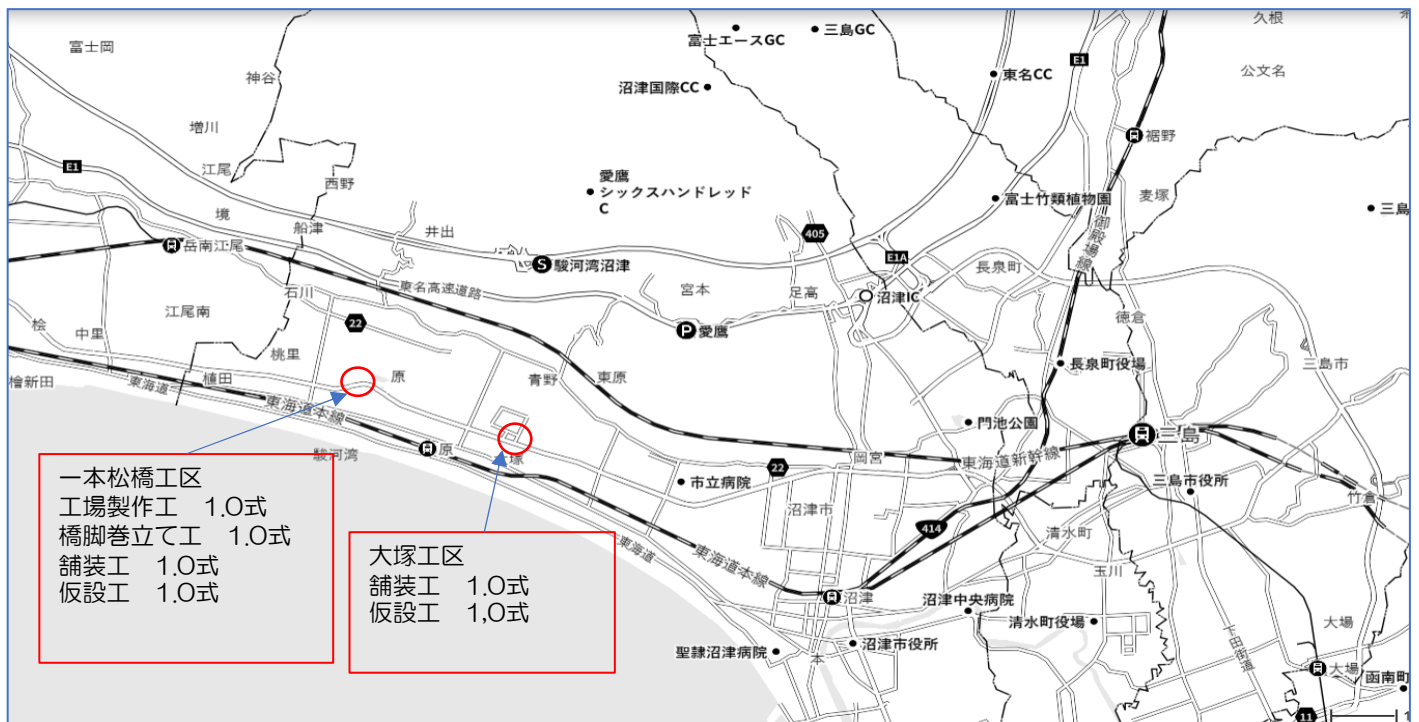 久根
富士岡
富士エースGC
三島GC
公文名
神谷
沼津国際CC
東名CC
E1
増川
裾野
E1
江尾
西野
愛鷹
シックスハンドレッド
C
富士竹類植物園
麦塚
三島
境
船津
井出
405
御殿場線
岳南江尾
E1A
長泉町
駿河湾沼津
石川
東名高速道路
宮本
足高
沼津IC
江尾南
22
愛鷹
徳倉
桧
中里
桃里
長泉町役場
三島市
檜新田
東海道
植田
原
青野
東原
東海道本線
門池公園
三島
駿河湾
原
塚
岡宮
東海道新幹線
22
市立病院
三島市役所
竹倉
沼津市
414
清水町
東海道
東海道本線
玉川
沼津
沼津中央病院
清水町役場
大場
下田街道
聖隷沼津病院
本
沼津市役所
大場
函南町
11
1
一本松橋工区
工場製作工 1.0式
橋脚巻立て工 1.0式
舗装工 1.0式
仮設工 1.0式
大塚工区
舗装工 1.0式
仮設工 1,0式